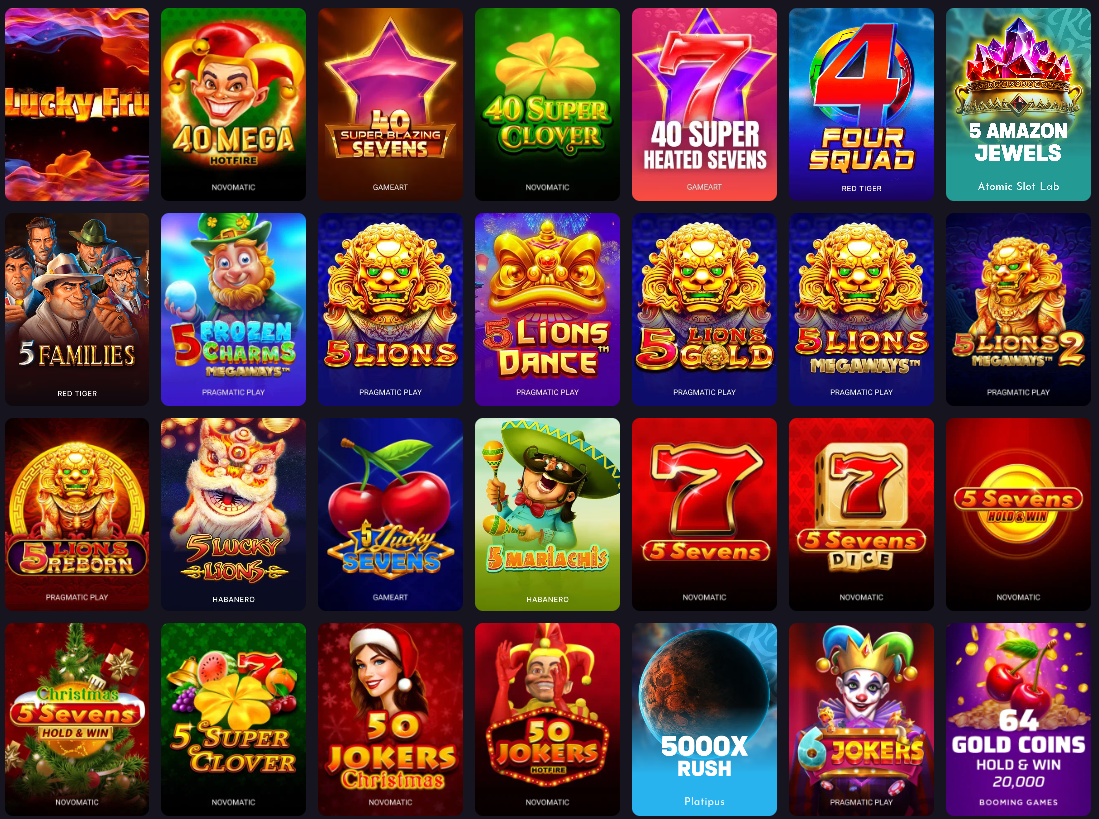 Lucky Fru
40 MEGA
HOTFIRE
NOVOMATIC
40
SUPER BLAZING
SEVENS
GAMEART
40 SUPER
CLOVER
NOVOMATIC
7
40 SUPER
HEATED SEVENS
GAMEART
4
FOUR
SQUAD
RED TIGER
5 AMAZON
JEWELS
Atomic Slot Lab
5 FAMILIES
RED TIGER
5 FROZEN
CHARMS
MEGAWAYS™
PRAGMATIC PLAY
5 LIONS
PRAGMATIC PLAY
5 LIONS
DANCE™
PRAGMATIC PLAY
5 LIONS
GOLD
PRAGMATIC PLAY
5 LIONS
MEGAWAYS™
PRAGMATIC PLAY
5 LIONS 2
MEGAWAYS™
PRAGMATIC PLAY
5 LIONS
REBORN
PRAGMATIC PLAY
5 LUCKY
LIONS
HABANERO
5 Lucky
SEVENS
GAMEART
5 MARIACHIS
HABANERO
7
5 Sevens
NOVOMATIC
7
5 Sevens
DICE
NOVOMATIC
5 Sevens
HOLD & WIN
NOVOMATIC
Christmas
5 Sevens
HOLD & WIN
NOVOMATIC
7
5 SUPER
CLOVER
NOVOMATIC
50
JOKERS
Christmas
NOVOMATIC
50
JOKERS
HOTFIRE
NOVOMATIC
5000X
RUSH
Platipus
6 JOKERS
PRAGMATIC PLAY
64
GOLD COINS
HOLD & WIN
20,000
BOOMING GAMES